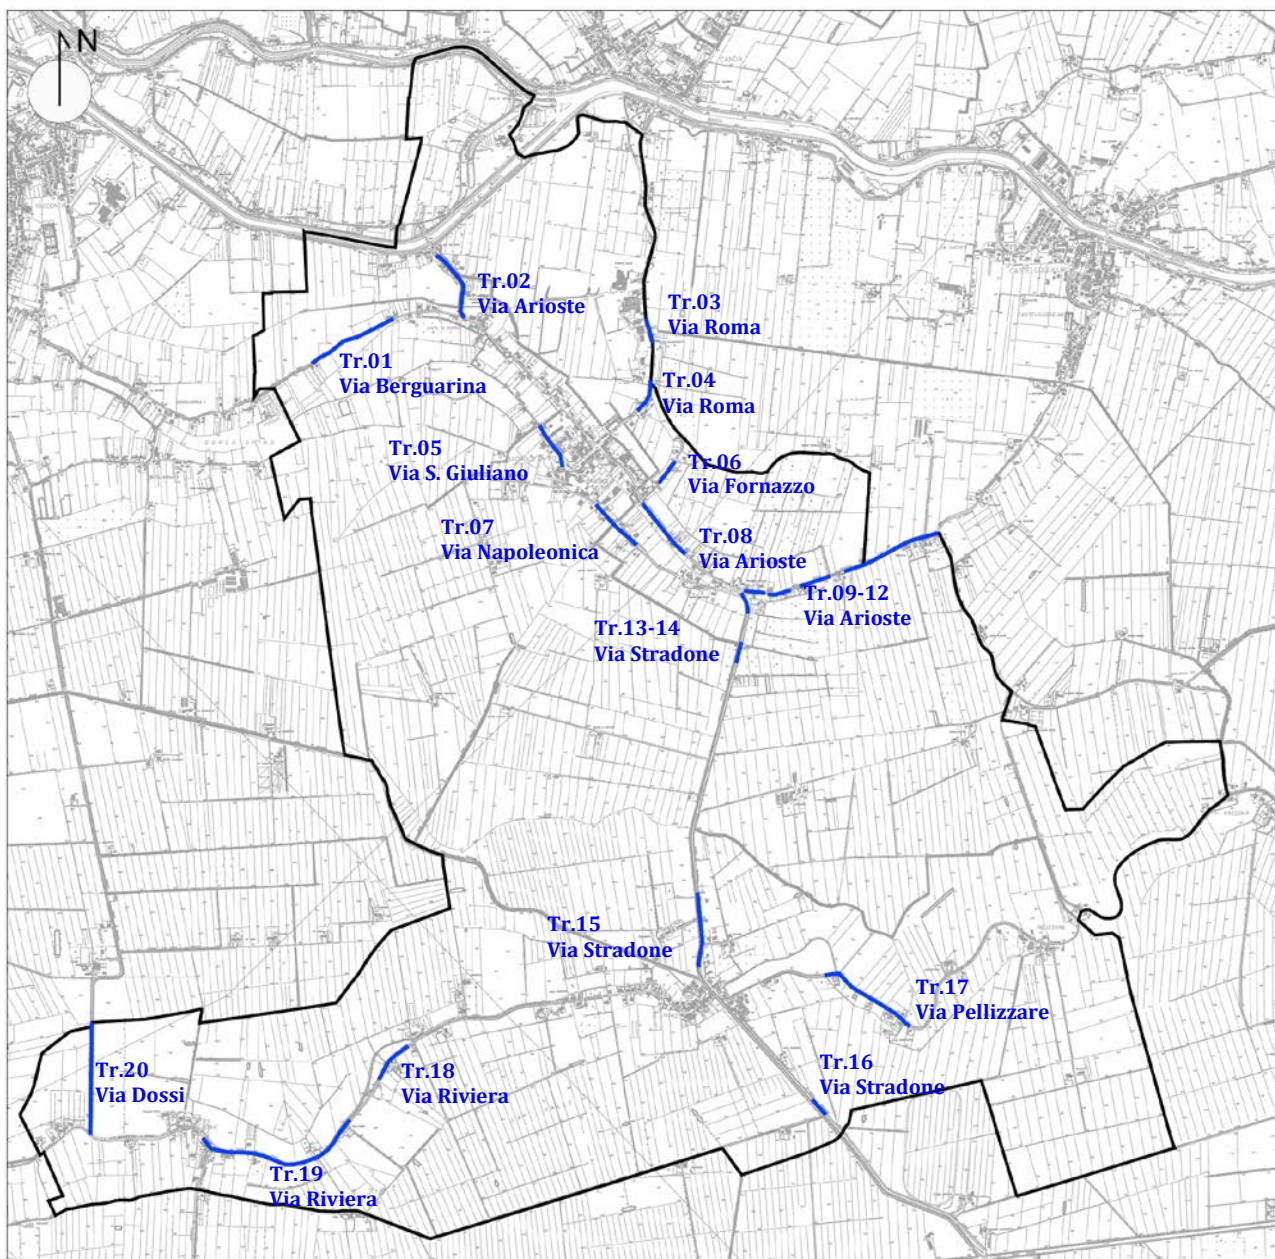 N
CANDA
Tr.02
Via Arioste
Tr.03
Via Roma
Tr.01
Via Berguarina
Tr.04
Via Roma
Tr.05
Via S. Giuliano
Tr.06
Via Fornazzo
Tr.07
Via Napoleonica
Tr.08
Via Arioste
Tr.09-12
Via Arioste
Tr.13-14
Via Stradone
Tr.15
Via Stradone
Tr.17
Via Pellizzare
Tr.16
Via Stradone
Tr.18
Via Riviera
Tr.20
Via Dossi
Tr.19
Via Riviera